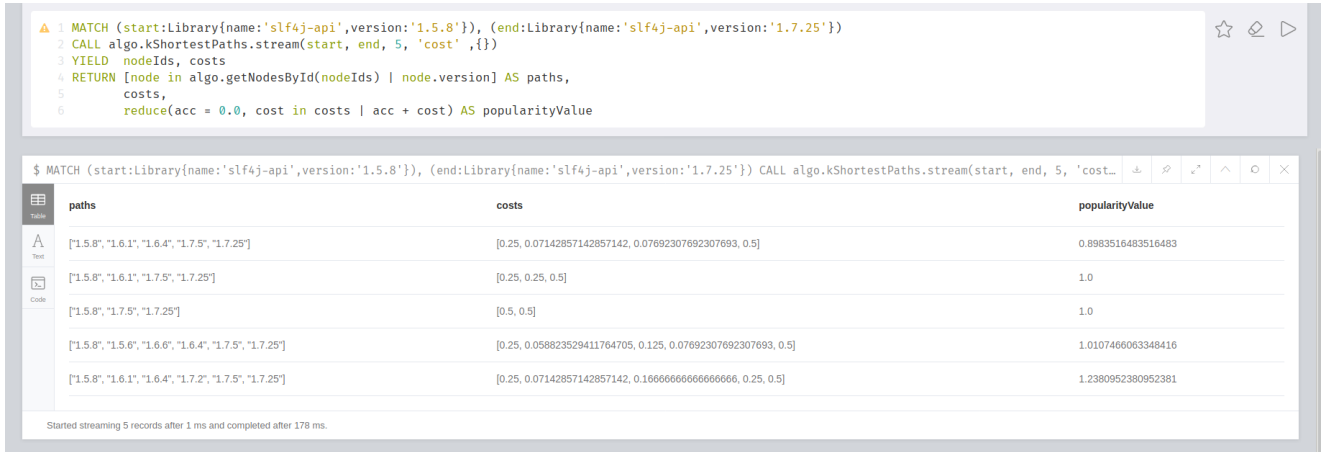 1 MATCH (start:Library{name:'slf4j-api',version:'1.5.8'}), (end:Library{name:'slf4j-api',version:'1.7.25'})
2 CALL algo.kShortestPaths.stream(start, end, 5, 'cost' ,{})
3 YIELD  nodeIds, costs
4 RETURN [node in algo.getNodesById(nodeIds) | node.version] AS paths,
5        costs,
6        reduce(acc = 0.0, cost in costs | acc + cost) AS popularityValue
$ MATCH (start:Library{name:'slf4j-api',version:'1.5.8'}), (end:Library{name:'slf4j-api',version:'1.7.25'}) CALL algo.kShortestPaths.stream(start, end, 5, 'cost…
Table
Text
Code
paths costs popularityValue
["1.5.8", "1.6.1", "1.6.4", "1.7.5", "1.7.25"] [0.25, 0.07142857142857142, 0.07692307692307693, 0.5] 0.8983516483516483
["1.5.8", "1.6.1", "1.7.5", "1.7.25"] [0.25, 0.25, 0.5] 1.0
["1.5.8", "1.7.5", "1.7.25"] [0.5, 0.5] 1.0
["1.5.8", "1.5.6", "1.6.6", "1.6.4", "1.7.5", "1.7.25"] [0.25, 0.058823529411764705, 0.125, 0.07692307692307693, 0.5] 1.0107466063348416
["1.5.8", "1.6.1", "1.6.4", "1.7.2", "1.7.5", "1.7.25"] [0.25, 0.07142857142857142, 0.16666666666666666, 0.25, 0.5] 1.2380952380952381
Started streaming 5 records after 1 ms and completed after 178 ms.